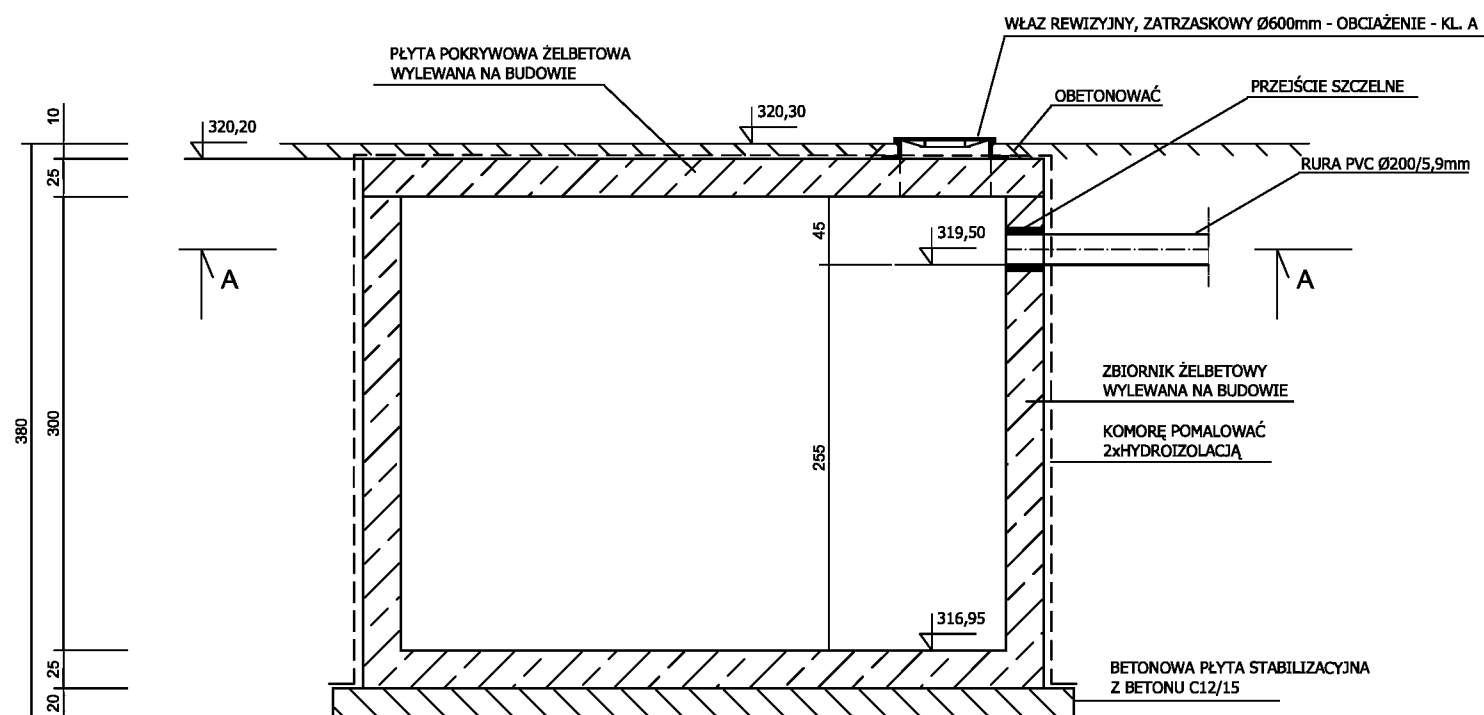 WŁAZ REWIZYJNY, ZATRZASKOWY Ø600mm - OBCIAŻENIE - KL. A
PŁYTA POKRYWOWA ŻELBETOWA
WYLEWANA NA BUDOWIE
PRZEJŚCIE SZCZELNE
OBETONOWAĆ
10
320,20
320,30
RURA PVC Ø200/5,9mm
25
45
319,50
A
A
ZBIORNIK ŻELBETOWY
WYLEWANA NA BUDOWIE
380
300
KOMORĘ POMALOWAĆ
2xHYDROIZOLACJĄ
255
316,95
25
BETONOWA PŁYTA STABILIZACYJNA
Z BETONU C12/15
20